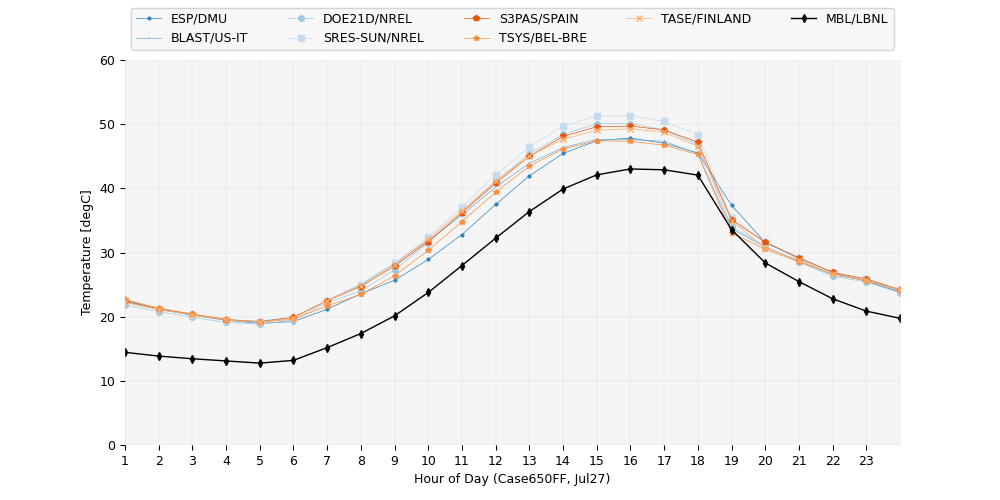 ESP/DMU DOE21D/NREL S3PAS/SPAIN TASE/FINLAND MBL/LBNL
BLAST/US-IT SRES-SUN/NREL TSYS/BEL-BRE
60
50
40
30
20
10
0
Temperature [degC]
1 2 3 4 5 6 7 8 9 10 11 12 13 14 15 16 17 18 19 20 21 22 23
Hour of Day (Case650FF, Jul27)